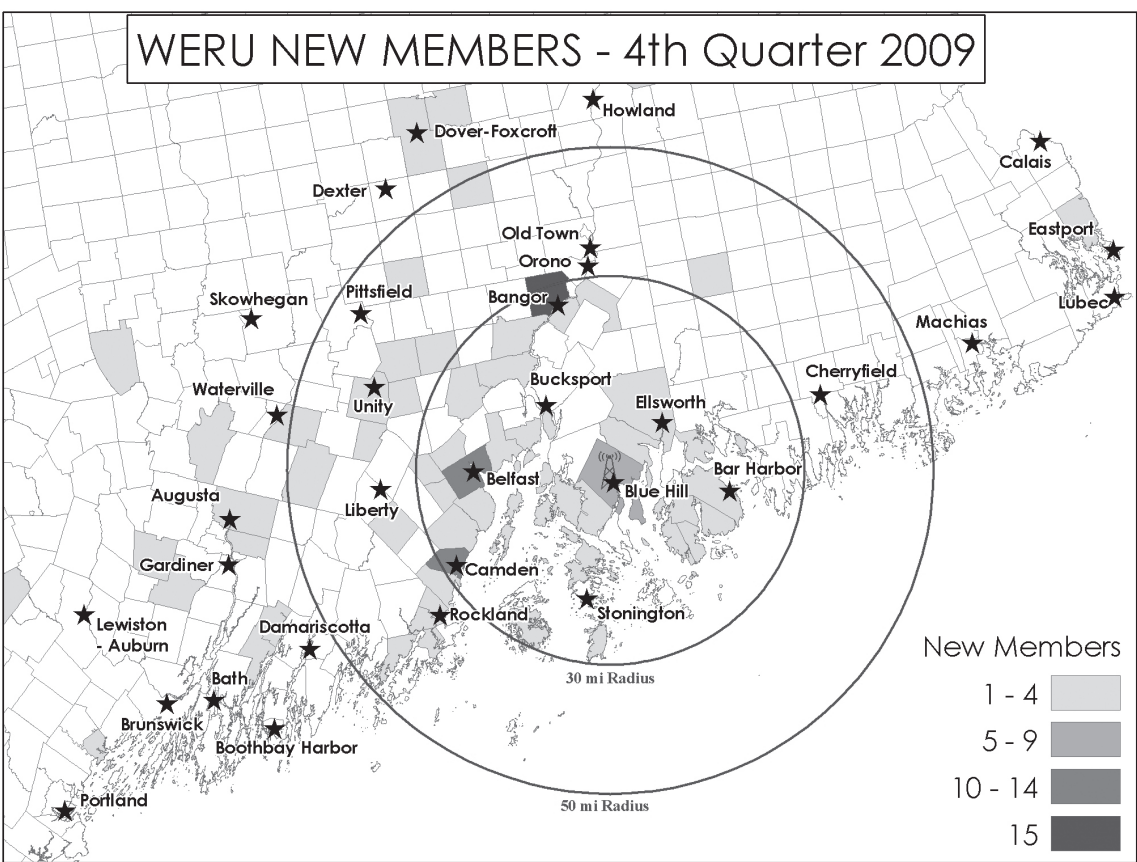 WERU NEW MEMBERS - 4th Quarter 2009
Howland
Dover-Foxcroft
Calais
Dexter
Eastport
Old Town
Orono
Skowhegan
Pittsfield
Bangor
Lubec
Machias
Waterville
Unity
Bucksport
Ellsworth
Cherryfield
Augusta
Liberty
Belfast
Blue Hill
Bar Harbor
Gardiner
Camden
Lewiston
- Auburn
Damariscotta
Rockland
Stonington
30 mi Radius
Bath
Brunswick
Boothbay Harbor
Portland
50 mi Radius
New Members
1 - 4
5 - 9
10 - 14
15